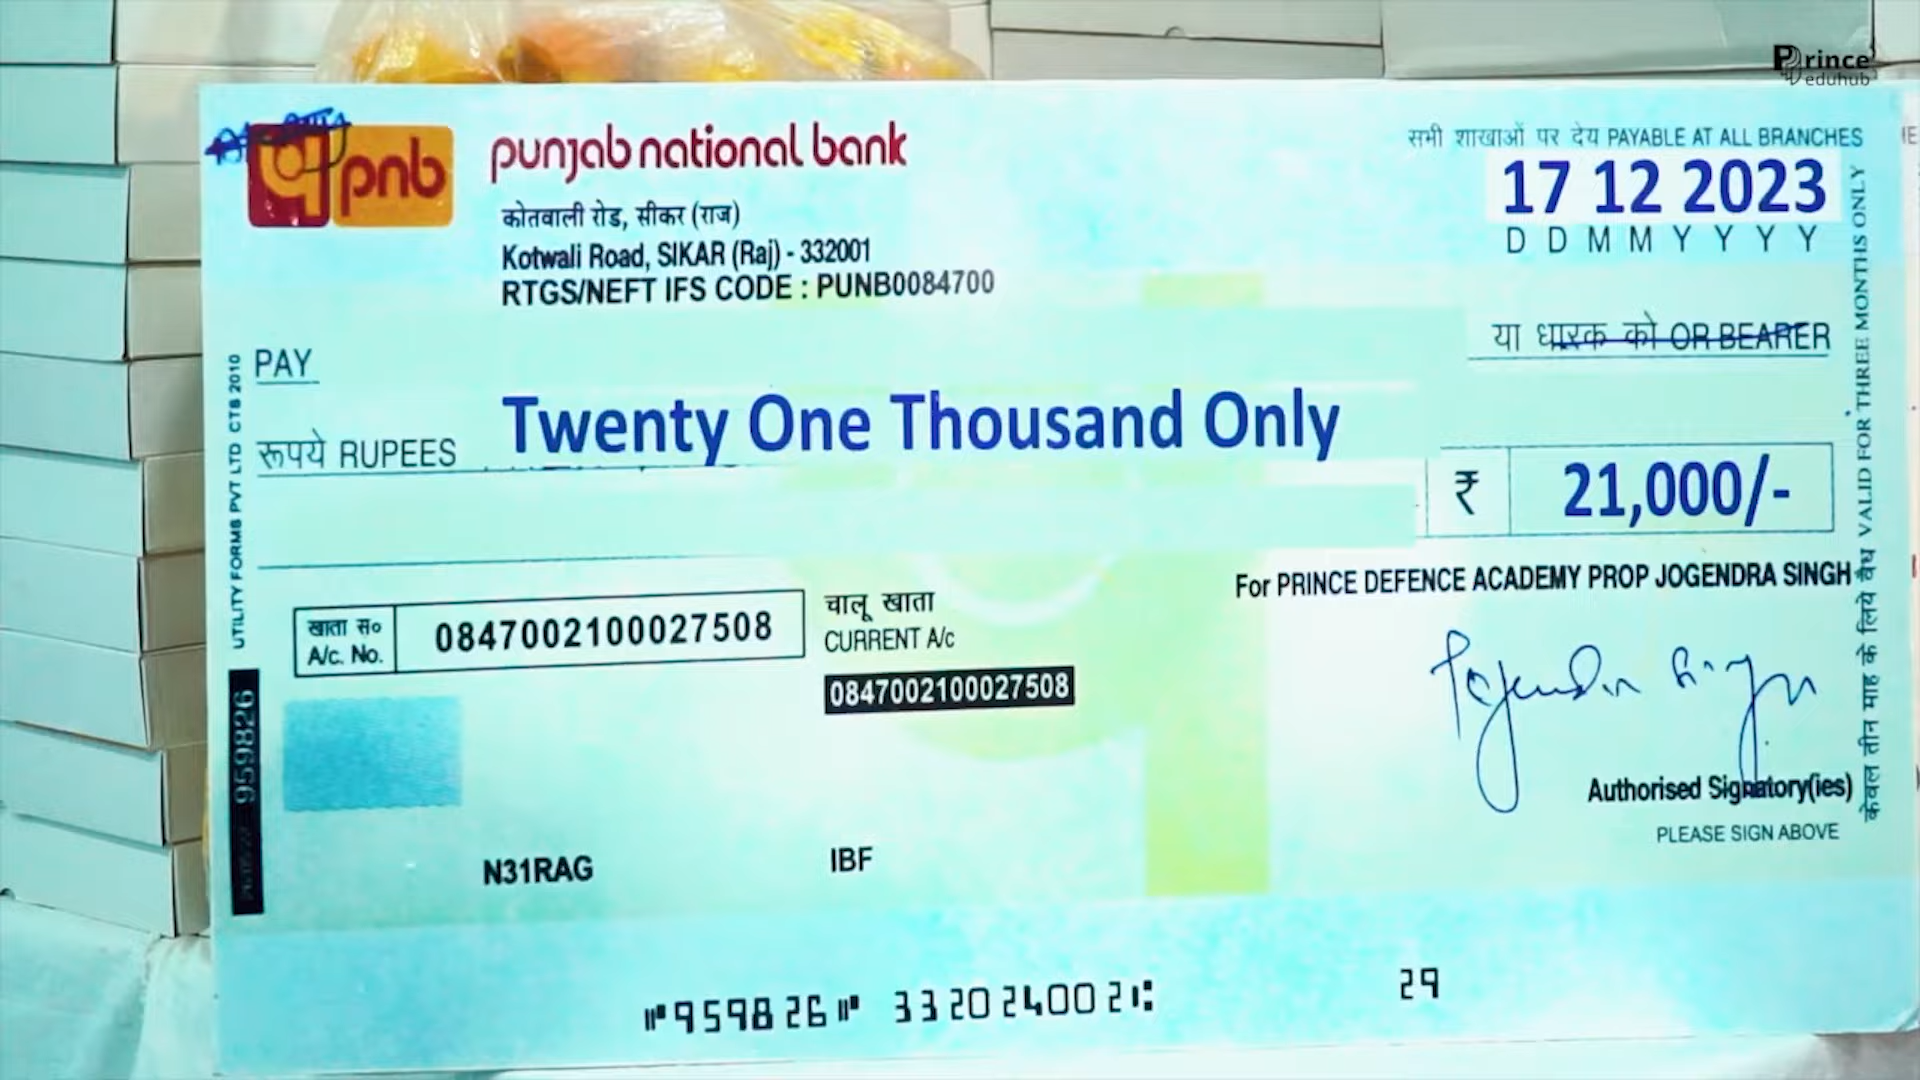 Prince
eduhub
पpnb
punjab national bank
कोतवाली रोड, सीकर (राज)
Kotwali Road, SIKAR (Raj) - 332001
RTGS/NEFT IFS CODE : PUNB0084700
सभी शाखाओं पर देय PAYABLE AT ALL BRANCHES
17 12 2023
D D M M Y Y Y Y
PAY
या धारक को OR BEARER
रूपये RUPEES Twenty One Thousand Only
₹ 21,000/-
For PRINCE DEFENCE ACADEMY PROP JOGENDRA SINGH
खाता सं०
A/c. No.
0847002100027508
चालू खाता
CURRENT A/c
0847002100027508
Authorised Signatory(ies)
PLEASE SIGN ABOVE
N31RAG
IBF
⑈959826⑈ 332024002⑆ 29
UTILITY FORMS PVT LTD CTS 2010
959826
केवल तीन माह के लिये वैध VALID FOR THREE MONTHS ONLY